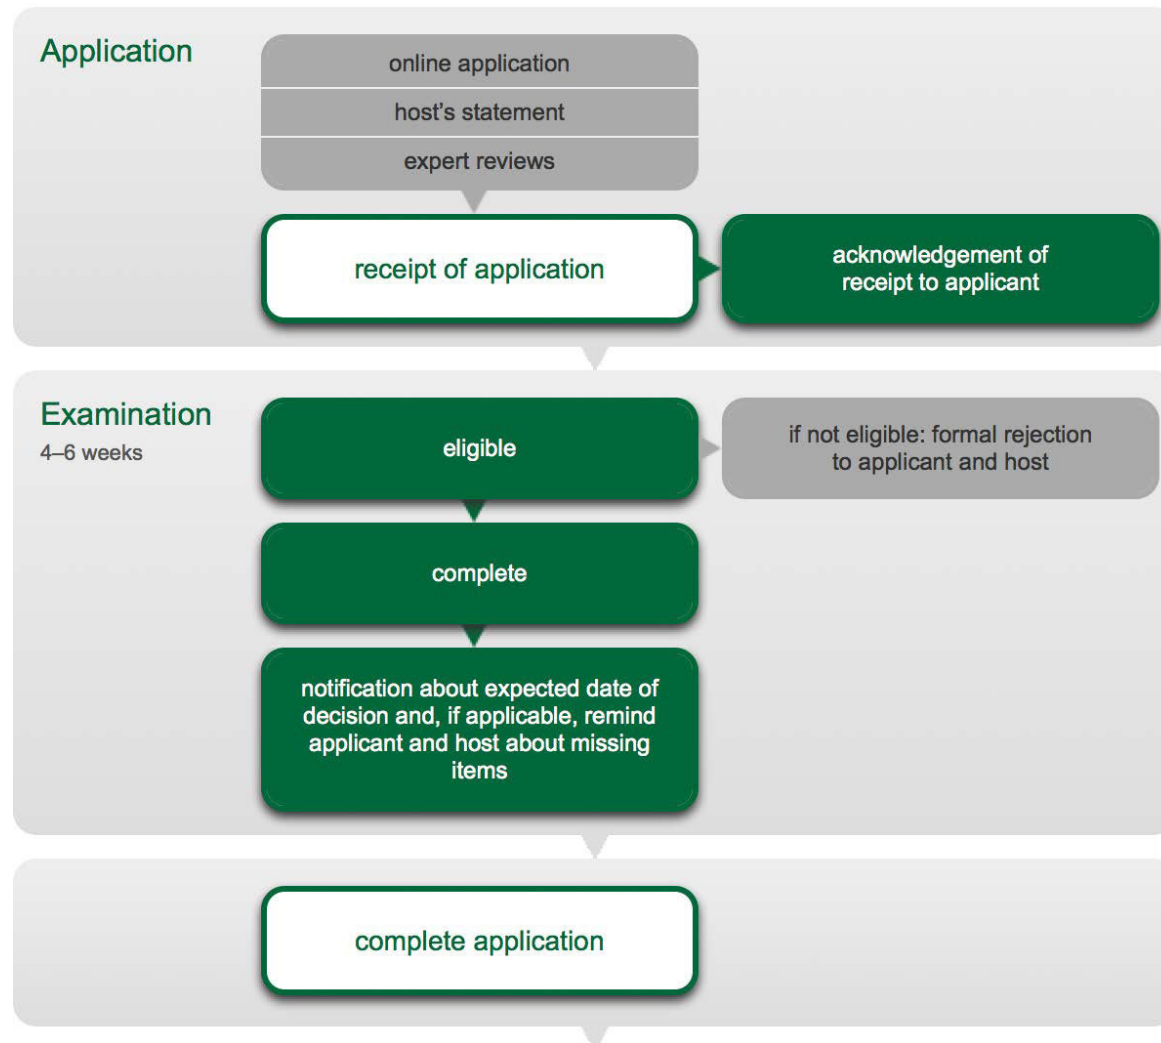 Application
online application
host's statement
expert reviews
receipt of application
acknowledgement of
receipt to applicant
Examination
4–6 weeks
eligible
if not eligible: formal rejection
to applicant and host
complete
notification about expected date of
decision and, if applicable, remind
applicant and host about missing
items
complete application